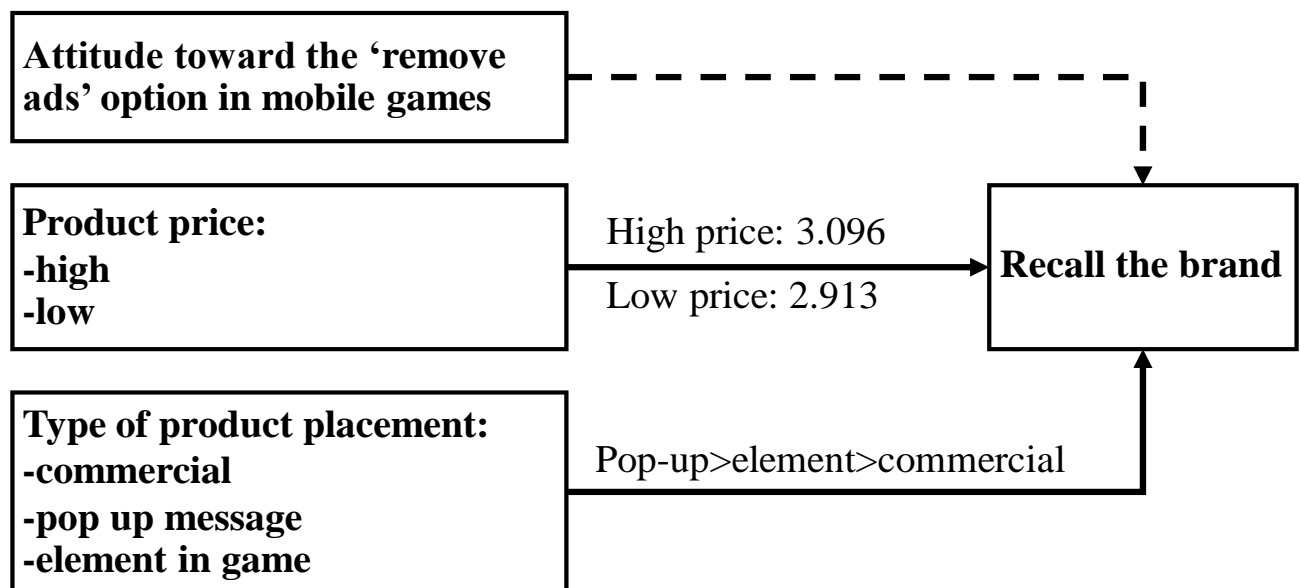 Attitude toward the ‘remove
ads’ option in mobile games
Product price:
-high
-low
High price: 3.096
Low price: 2.913
Recall the brand
Type of product placement:
-commercial
-pop up message
-element in game
Pop-up>element>commercial